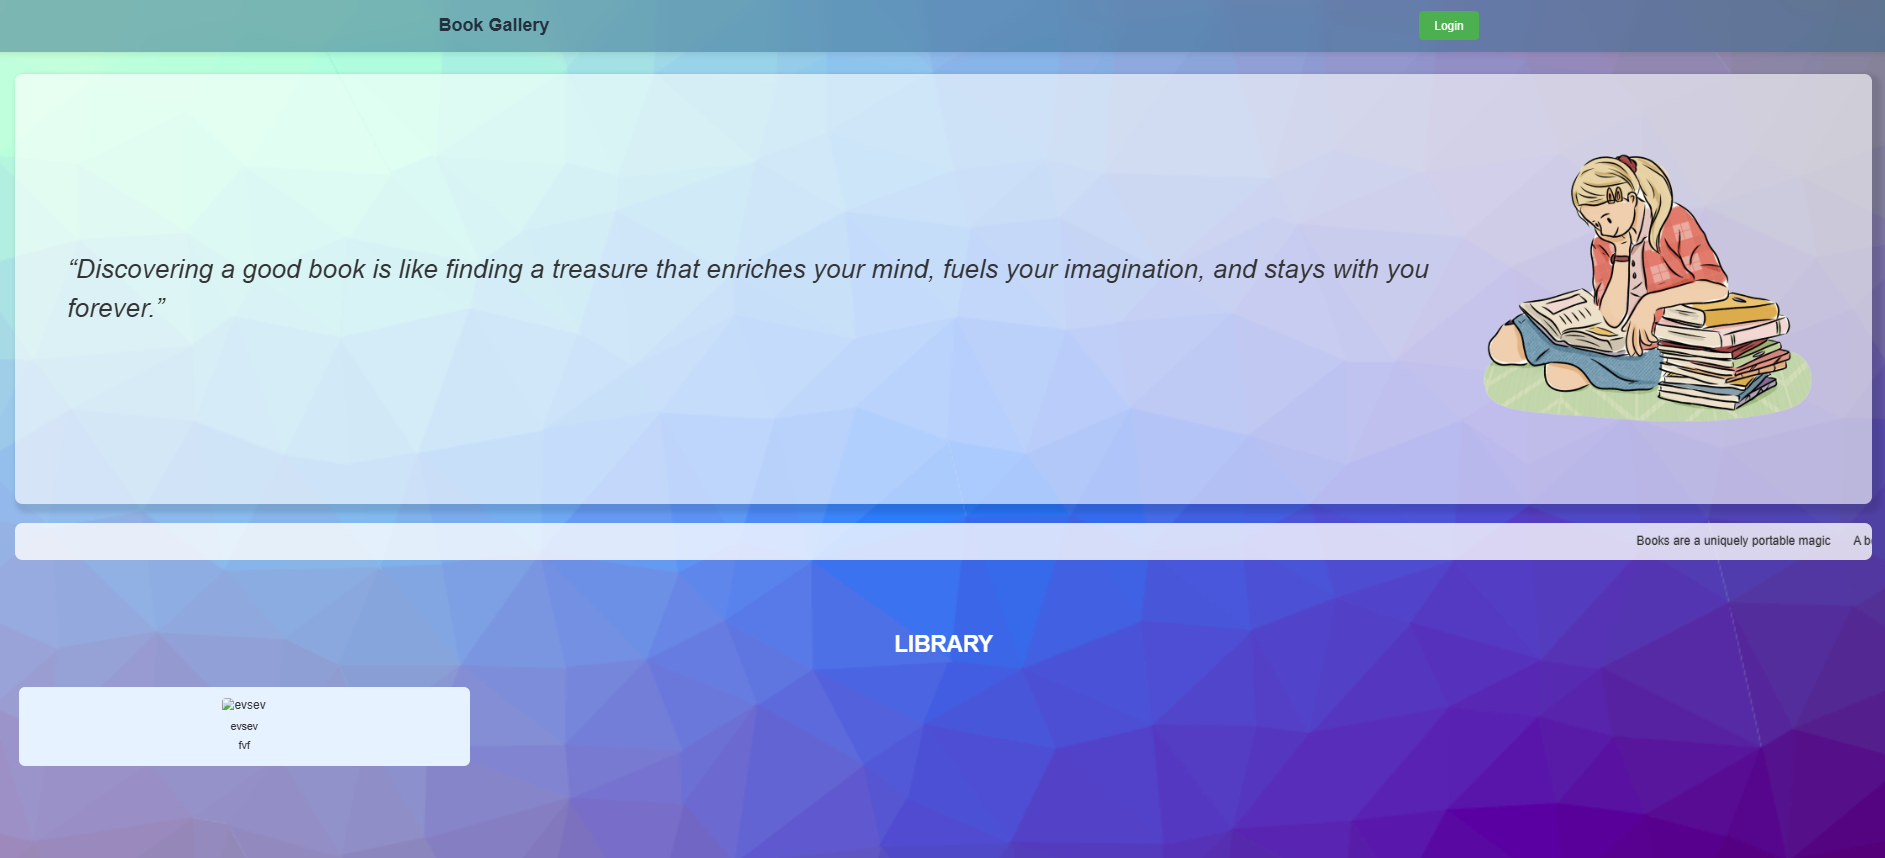 Book Gallery
Login
“Discovering a good book is like finding a treasure that enriches your mind, fuels your imagination, and stays with you
forever.”
Books are a uniquely portable magic
A b
LIBRARY
evsev
evsev
fvf